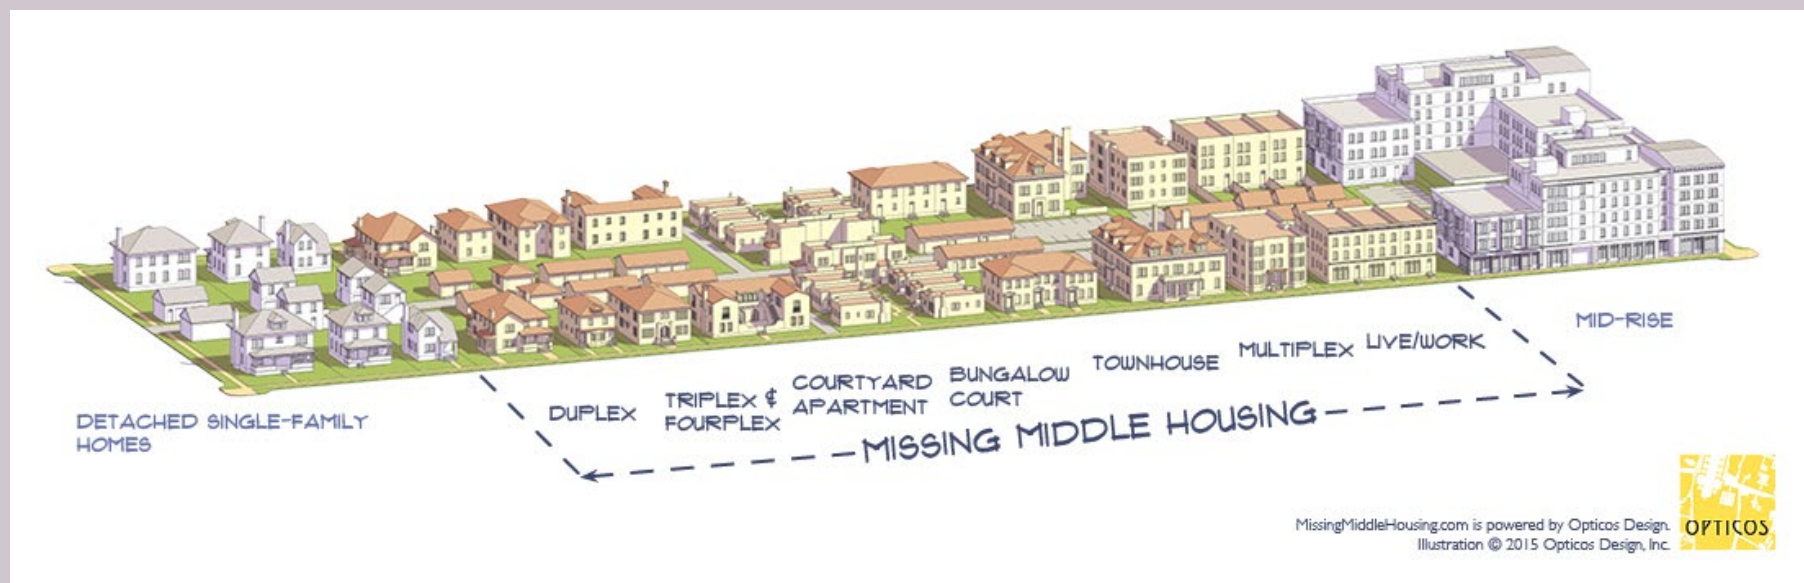 DETACHED SINGLE-FAMILY
HOMES
DUPLEX
TRIPLEX &
FOURPLEX
COURTYARD
APARTMENT
BUNGALOW
COURT
TOWNHOUSE
MULTIPLEX
LIVE/WORK
MID-RISE
MISSING MIDDLE HOUSING
MissingMiddleHousing.com is powered by Opticos Design.
Illustration © 2015 Opticos Design, Inc.
OPTICOS